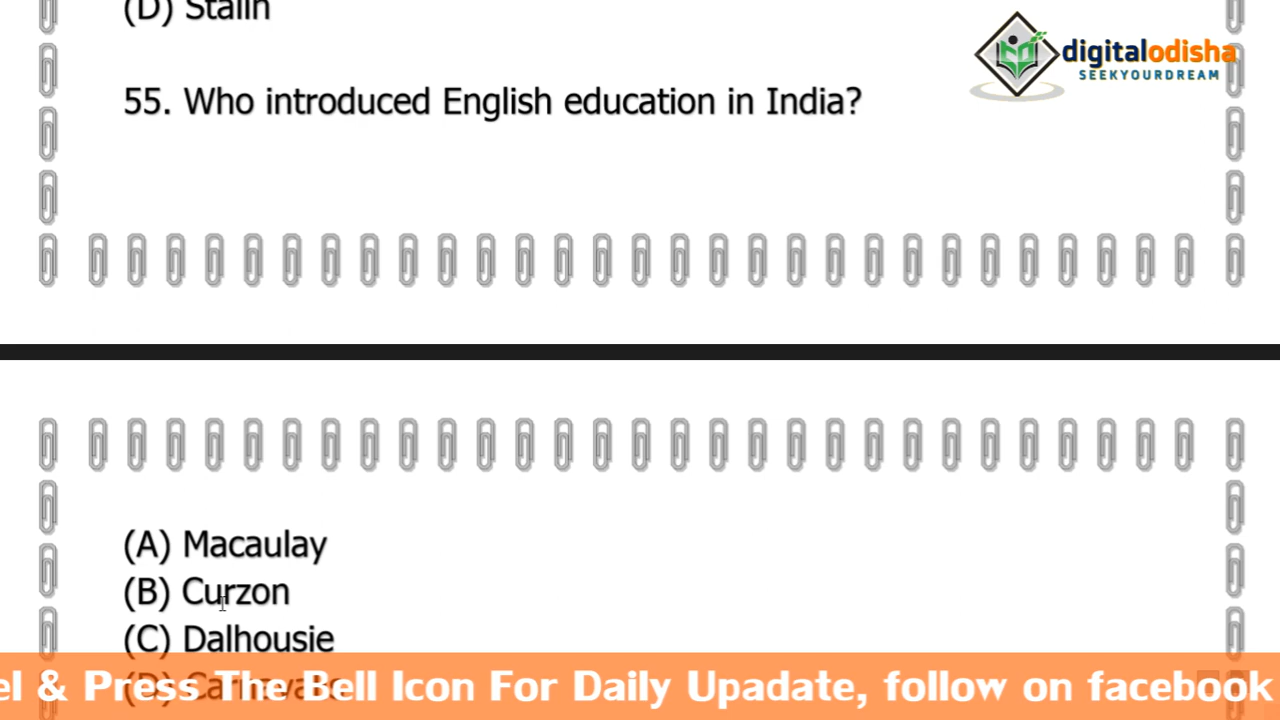 (D) Stalin
digitalodisha
SEEKYOURDREAM
55. Who introduced English education in India?
(A) Macaulay
(B) Curzon
(C) Dalhousie
(D)
el & Press The Bell Icon For Daily Upadate, follow on facebook